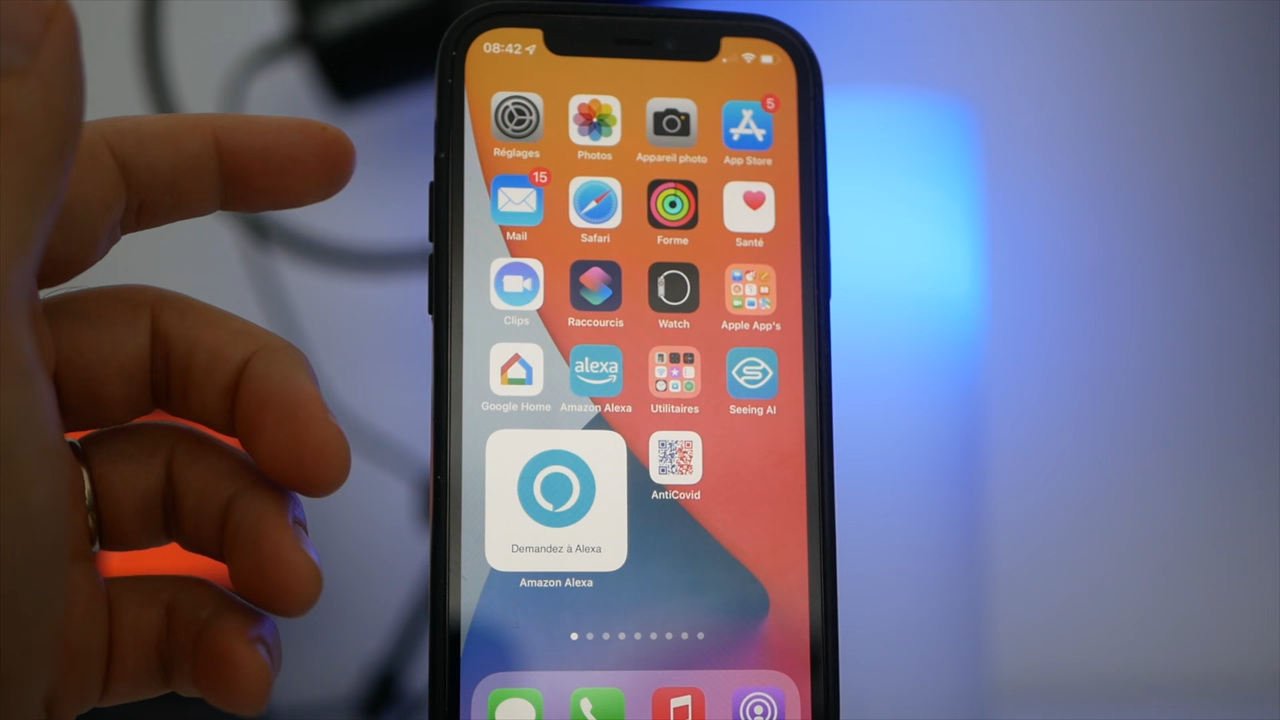 08:42
5
Réglages
Photos
Appareil photo
App Store
15
Mail
Safari
Forme
Santé
Clips
Raccourcis
Watch
Apple App's
alexa
Google Home
Amazon Alexa
Utilitaires
Seeing AI
Demandez à Alexa
Amazon Alexa
AntiCovid